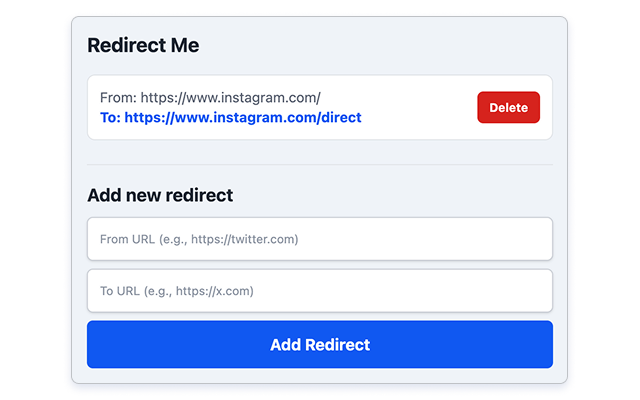 Redirect Me
From: https://www.instagram.com/
To: https://www.instagram.com/direct
Delete
Add new redirect
From URL (e.g., https://twitter.com)
To URL (e.g., https://x.com)
Add Redirect